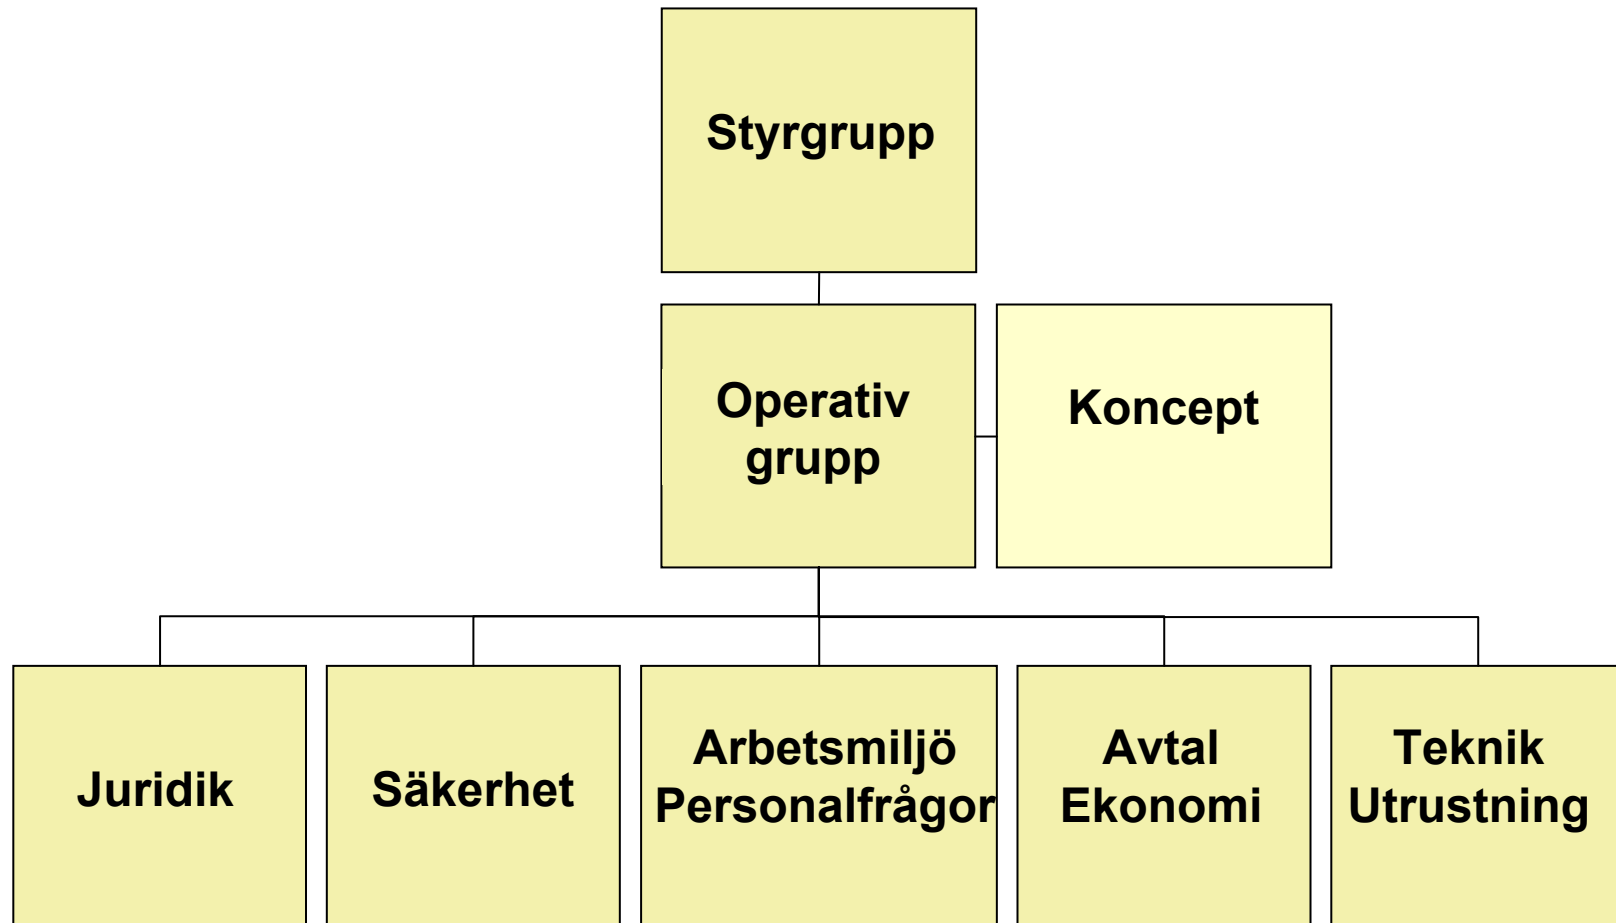 Styrgrupp
Operativ
grupp
Koncept
Juridik
Säkerhet
Arbetsmiljö
Personalfrågor
Avtal
Ekonomi
Teknik
Utrustning